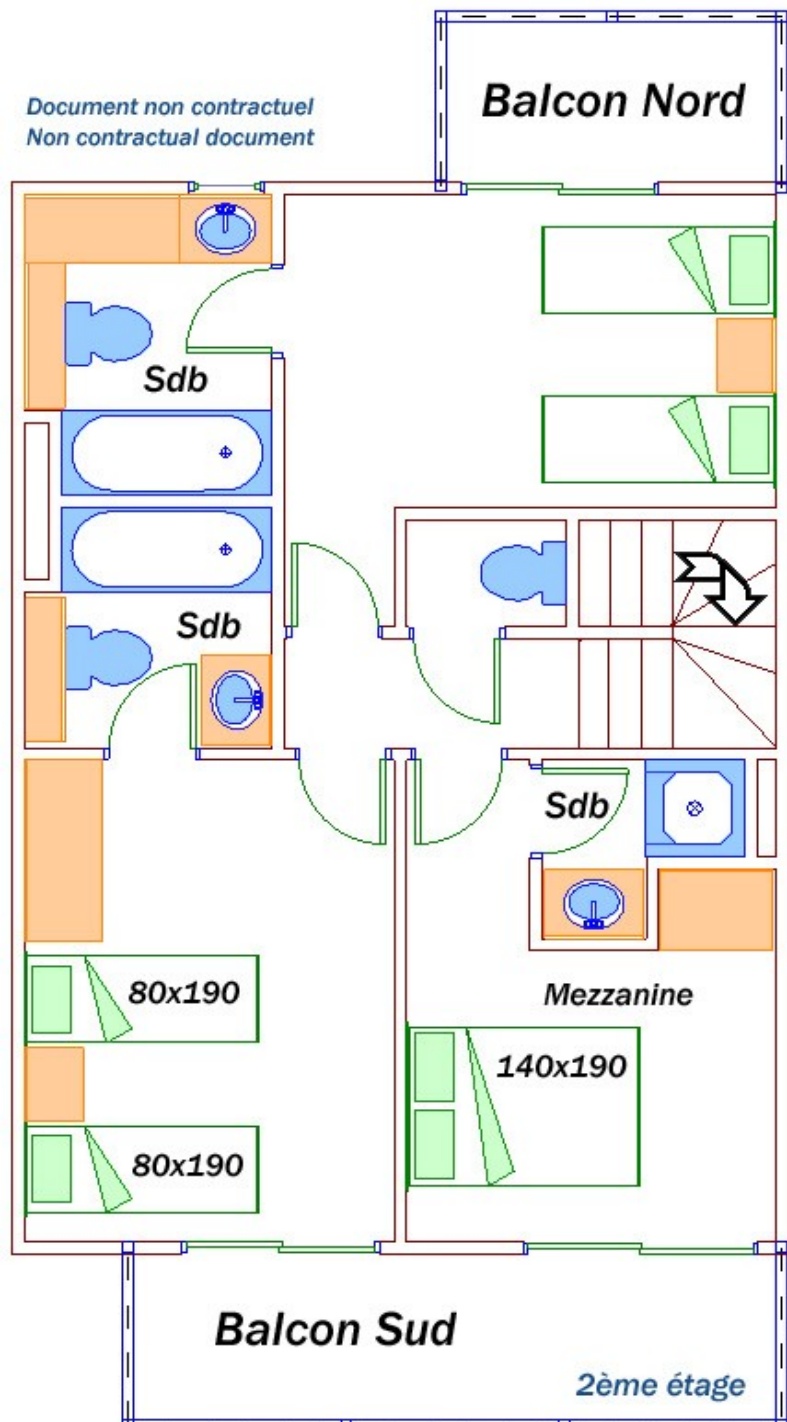 Balcon Nord
Document non contractuel
Non contractual document
Sdb
Sdb
Sdb
Mezzanine
80x190
140x190
80x190
Balcon Sud
2ème étage